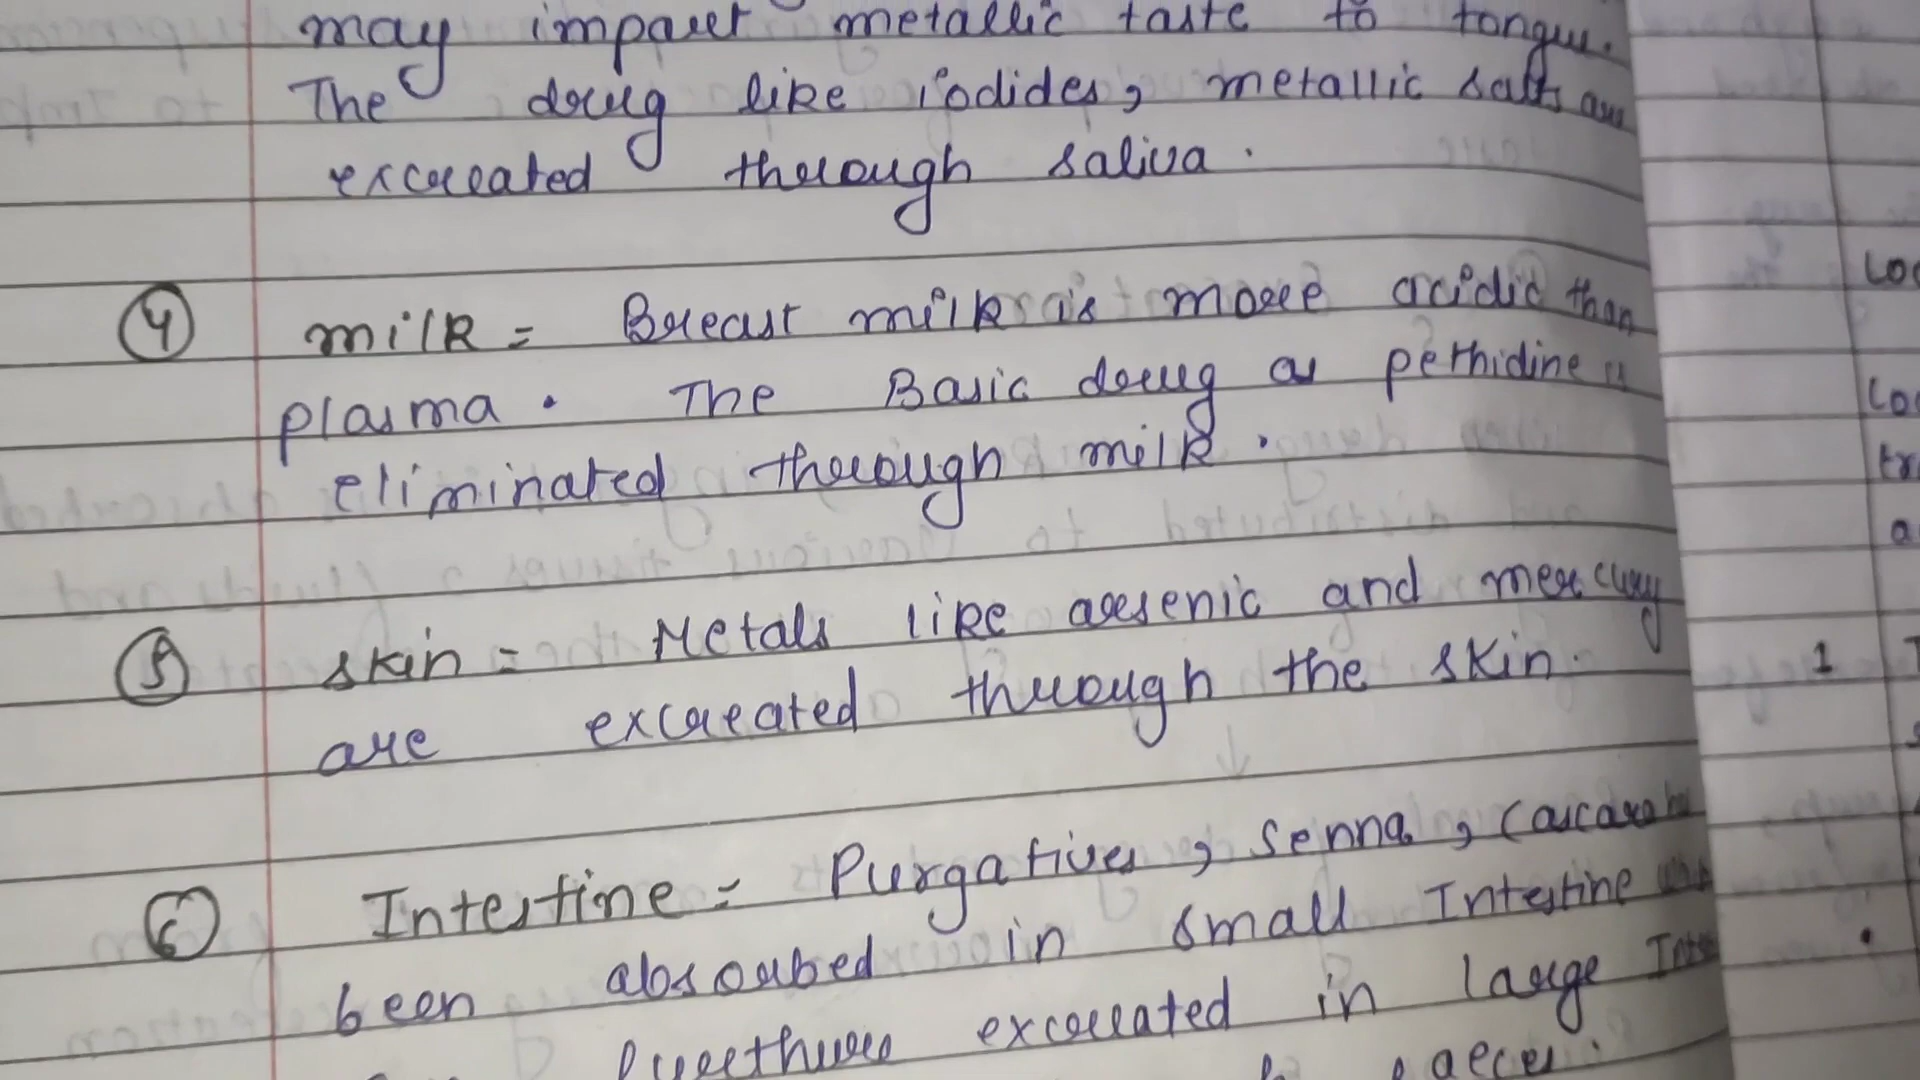 may impart metallic taste to tongue.
The drug like iodides, metallic salts are
excreated through saliva.
4 milk = Breast milk is more acidic than
plasma. The Basic drug as pethidine is
eliminated through milk.
5 skin = Metals like arsenic and mercury
are excreated through the skin.
6 Intestine = Purgatives, Senna, Cascara
been absorbed in small Intestine
excreated in large
faeces.
1